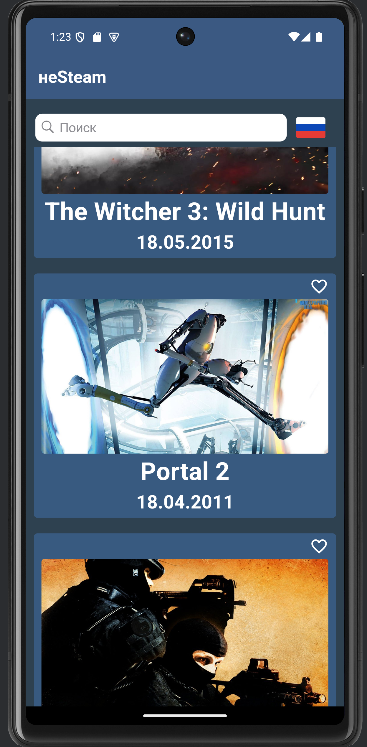 1:23
неSteam
Поиск
The Witcher 3: Wild Hunt
18.05.2015
Portal 2
18.04.2011